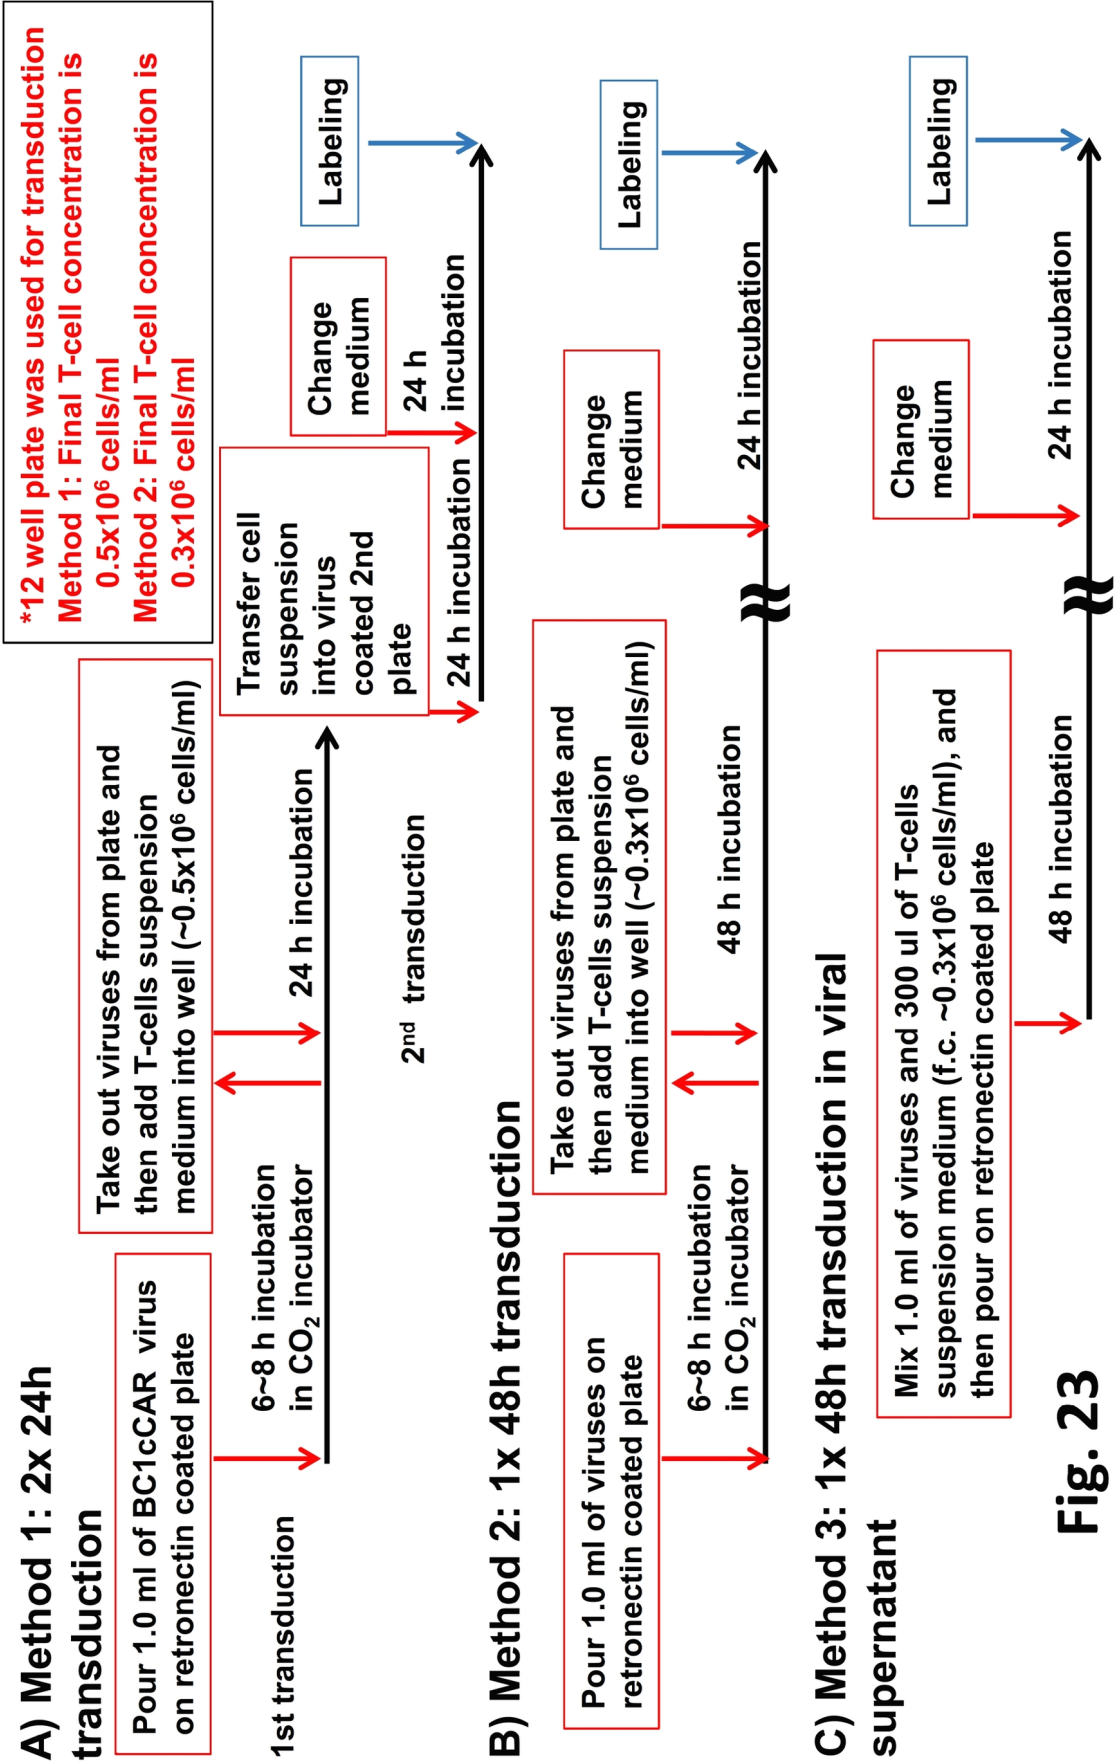 *12 well plate was used for transduction
Method 1: Final T-cell concentration is
0.5x10⁶ cells/ml
Method 2: Final T-cell concentration is
0.3x10⁶ cells/ml
A) Method 1: 2x 24h
transduction
Pour 1.0 ml of BC1cCAR virus
on retronectin coated plate
Take out viruses from plate and
then add T-cells suspension
medium into well (~0.5x10⁶ cells/ml)
1st transduction
6~8 h incubation
in CO₂ incubator
24 h incubation
Transfer cell
suspension
into virus
coated 2nd
plate
2ⁿᵈ transduction
24 h incubation
Change
medium
24 h
incubation
Labeling
B) Method 2: 1x 48h transduction
Pour 1.0 ml of viruses on
retronectin coated plate
6~8 h incubation
in CO₂ incubator
Take out viruses from plate and
then add T-cells suspension
medium into well (~0.3x10⁶ cells/ml)
48 h incubation
Change
medium
24 h incubation
Labeling
C) Method 3: 1x 48h transduction in viral
supernatant
Mix 1.0 ml of viruses and 300 ul of T-cells
suspension medium (f.c. ~0.3x10⁶ cells/ml), and
then pour on retronectin coated plate
48 h incubation
Change
medium
24 h incubation
Labeling
Fig. 23